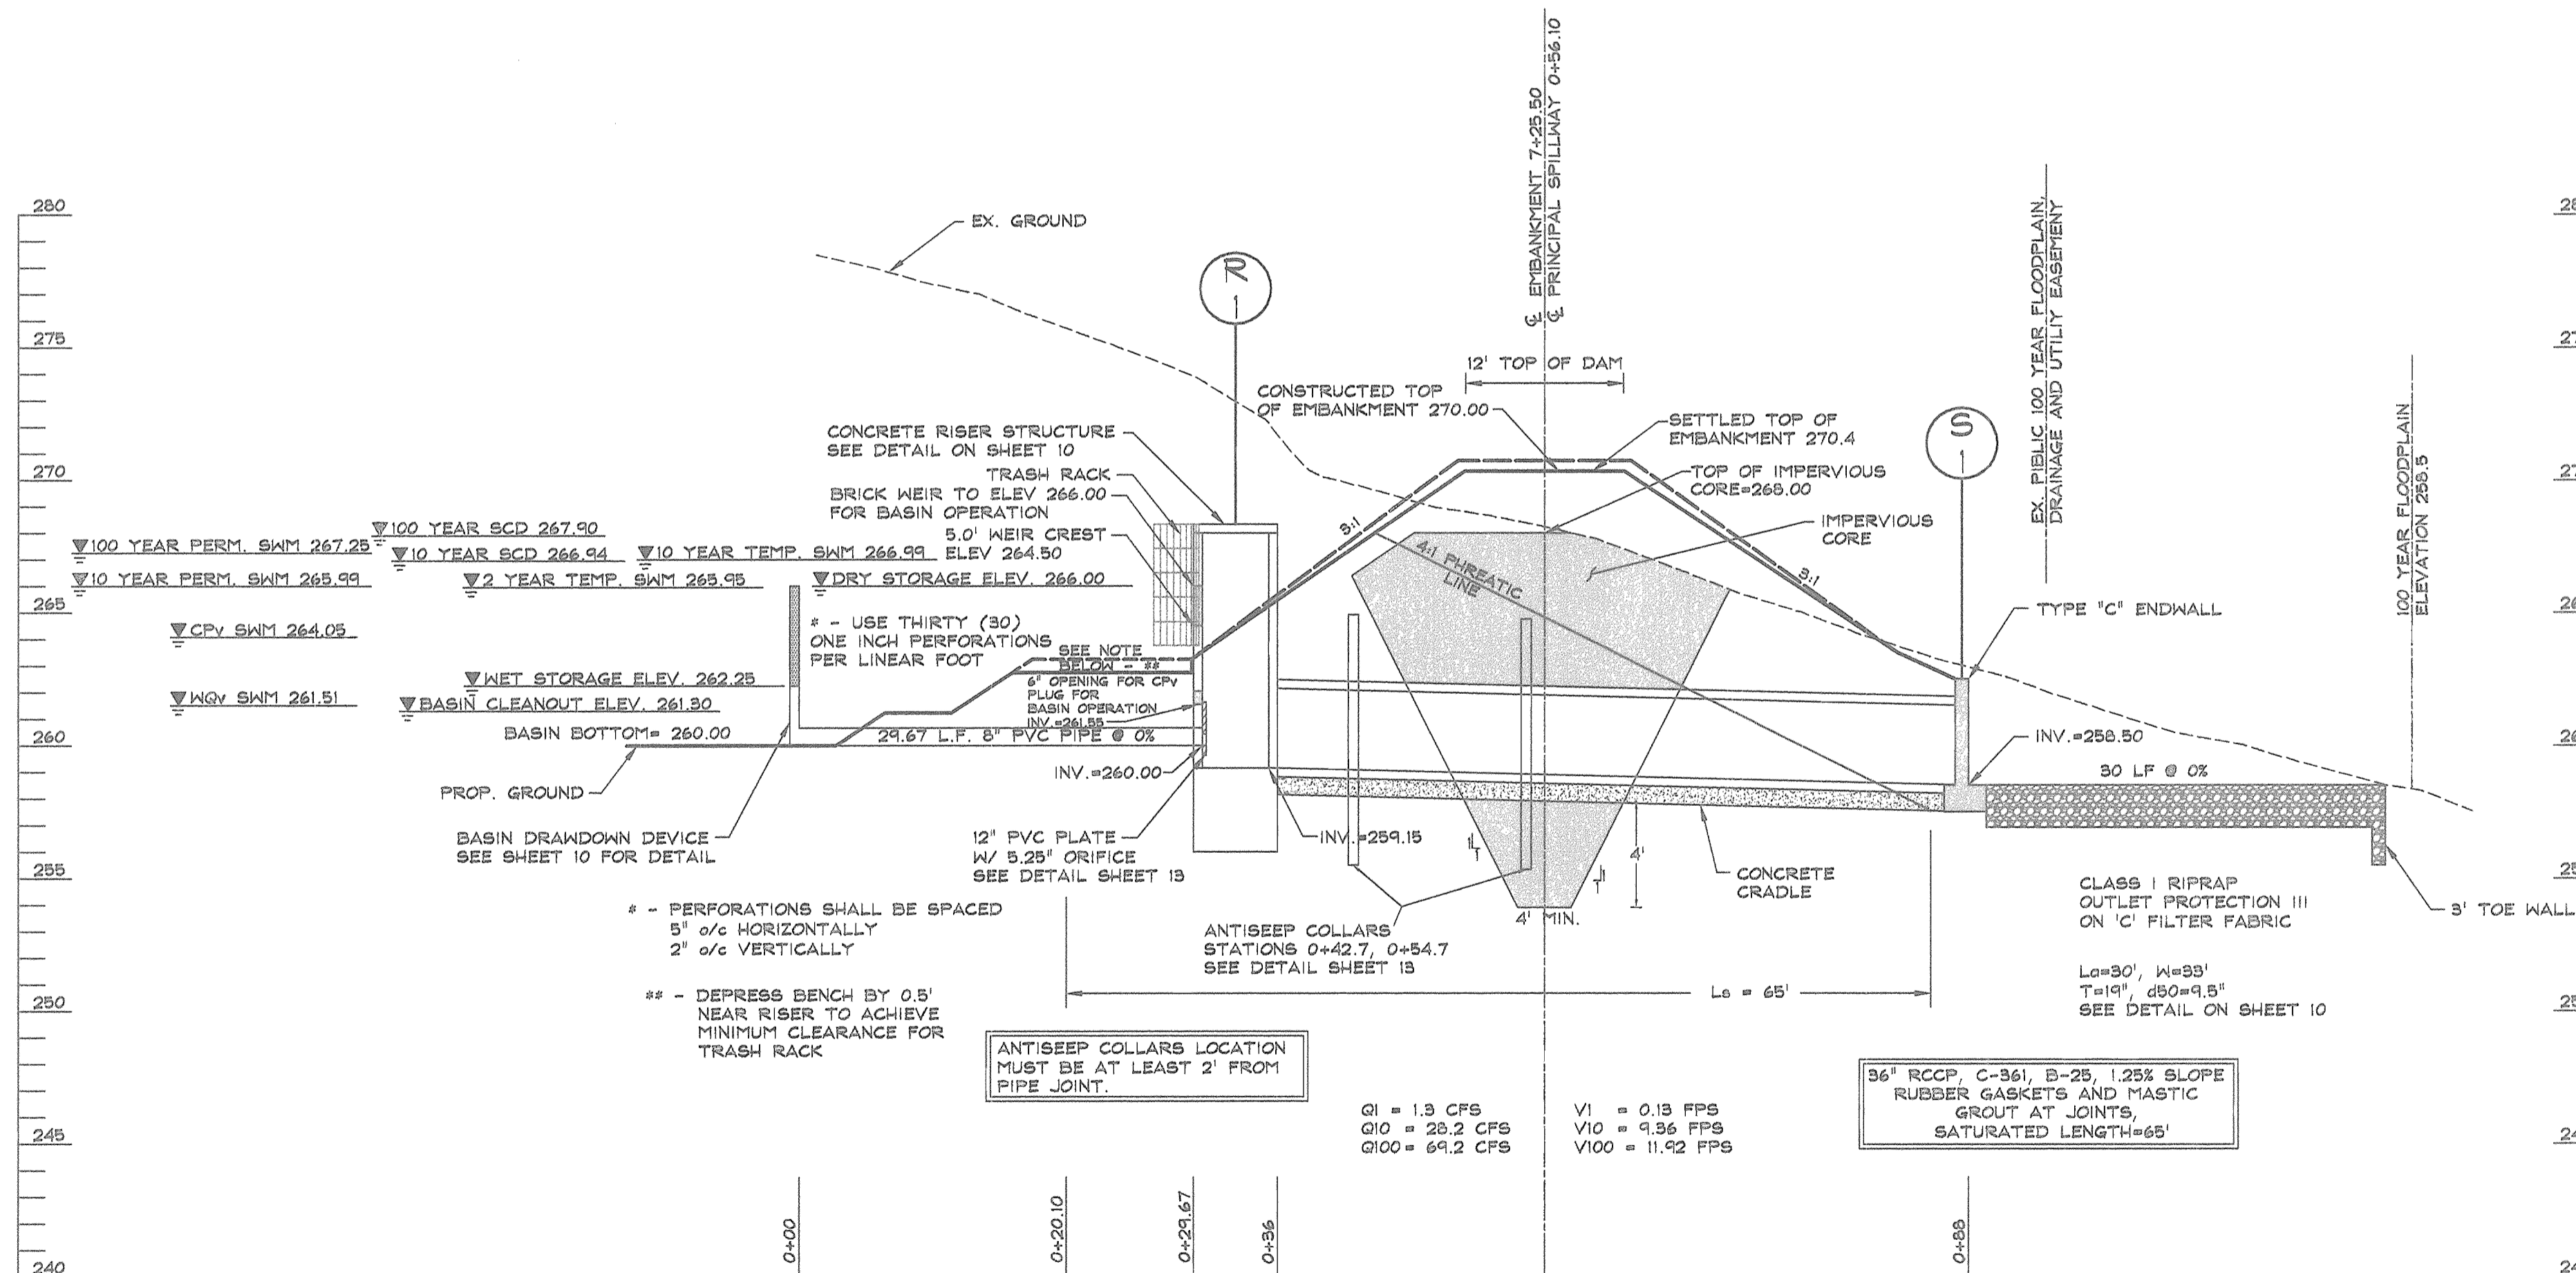 280
275
270
265
260
255
250
245
240
EX. GROUND
R
℄ EMBANKMENT 7+25.50
℄ PRINCIPAL SPILLWAY 0+56.10
12' TOP OF DAM
CONSTRUCTED TOP
OF EMBANKMENT 270.00
SETTLED TOP OF
EMBANKMENT 270.4
TOP OF IMPERVIOUS
CORE=268.00
IMPERVIOUS
CORE
S
EX. PIBLIC 100 YEAR FLOODPLAIN,
DRAINAGE AND UTILIY EASEMENT
100 YEAR FLOODPLAIN
ELEVATION 258.5
CONCRETE RISER STRUCTURE
SEE DETAIL ON SHEET 10
TRASH RACK
BRICK WEIR TO ELEV 266.00
FOR BASIN OPERATION
5.0' WEIR CREST
ELEV 264.50
100 YEAR SCD 267.90
100 YEAR PERM. SWM 267.25
10 YEAR SCD 266.94
10 YEAR TEMP. SWM 266.99
10 YEAR PERM. SWM 265.99
2 YEAR TEMP. SWM 265.95
DRY STORAGE ELEV. 266.00
CPv SWM 264.05
* - USE THIRTY (30)
ONE INCH PERFORATIONS
PER LINEAR FOOT
SEE NOTE
BELOW - **
6" OPENING FOR CPv
PLUG FOR
BASIN OPERATION
INV.=261.55
WET STORAGE ELEV. 262.25
WQv SWM 261.51
BASIN CLEANOUT ELEV. 261.30
BASIN BOTTOM= 260.00
29.67 L.F. 8" PVC PIPE @ 0%
INV.=260.00
PROP. GROUND
BASIN DRAWDOWN DEVICE
SEE SHEET 10 FOR DETAIL
12" PVC PLATE
W/ 5.25" ORIFICE
SEE DETAIL SHEET 13
INV.=259.15
3:1
4:1 PHREATIC
LINE
3:1
1
1
1
1
4'
4' MIN.
CONCRETE
CRADLE
TYPE "C" ENDWALL
INV.=258.50
30 LF @ 0%
3' TOE WALL
CLASS I RIPRAP
OUTLET PROTECTION III
ON 'C' FILTER FABRIC
La=30', W=33'
T=19", d50=9.5"
SEE DETAIL ON SHEET 10
* - PERFORATIONS SHALL BE SPACED
5" o/c HORIZONTALLY
2" o/c VERTICALLY
** - DEPRESS BENCH BY 0.5'
NEAR RISER TO ACHIEVE
MINIMUM CLEARANCE FOR
TRASH RACK
ANTISEEP COLLARS
STATIONS 0+42.7, 0+54.7
SEE DETAIL SHEET 13
Ls = 65'
ANTISEEP COLLARS LOCATION
MUST BE AT LEAST 2' FROM
PIPE JOINT.
Q1 = 1.3 CFS
Q10 = 28.2 CFS
Q100= 69.2 CFS
V1 = 0.13 FPS
V10 = 9.36 FPS
V100 = 11.92 FPS
36" RCCP, C-361, B-25, 1.25% SLOPE
RUBBER GASKETS AND MASTIC
GROUT AT JOINTS,
SATURATED LENGTH=65'
0+00
0+20.10
0+29.67
0+36
0+88